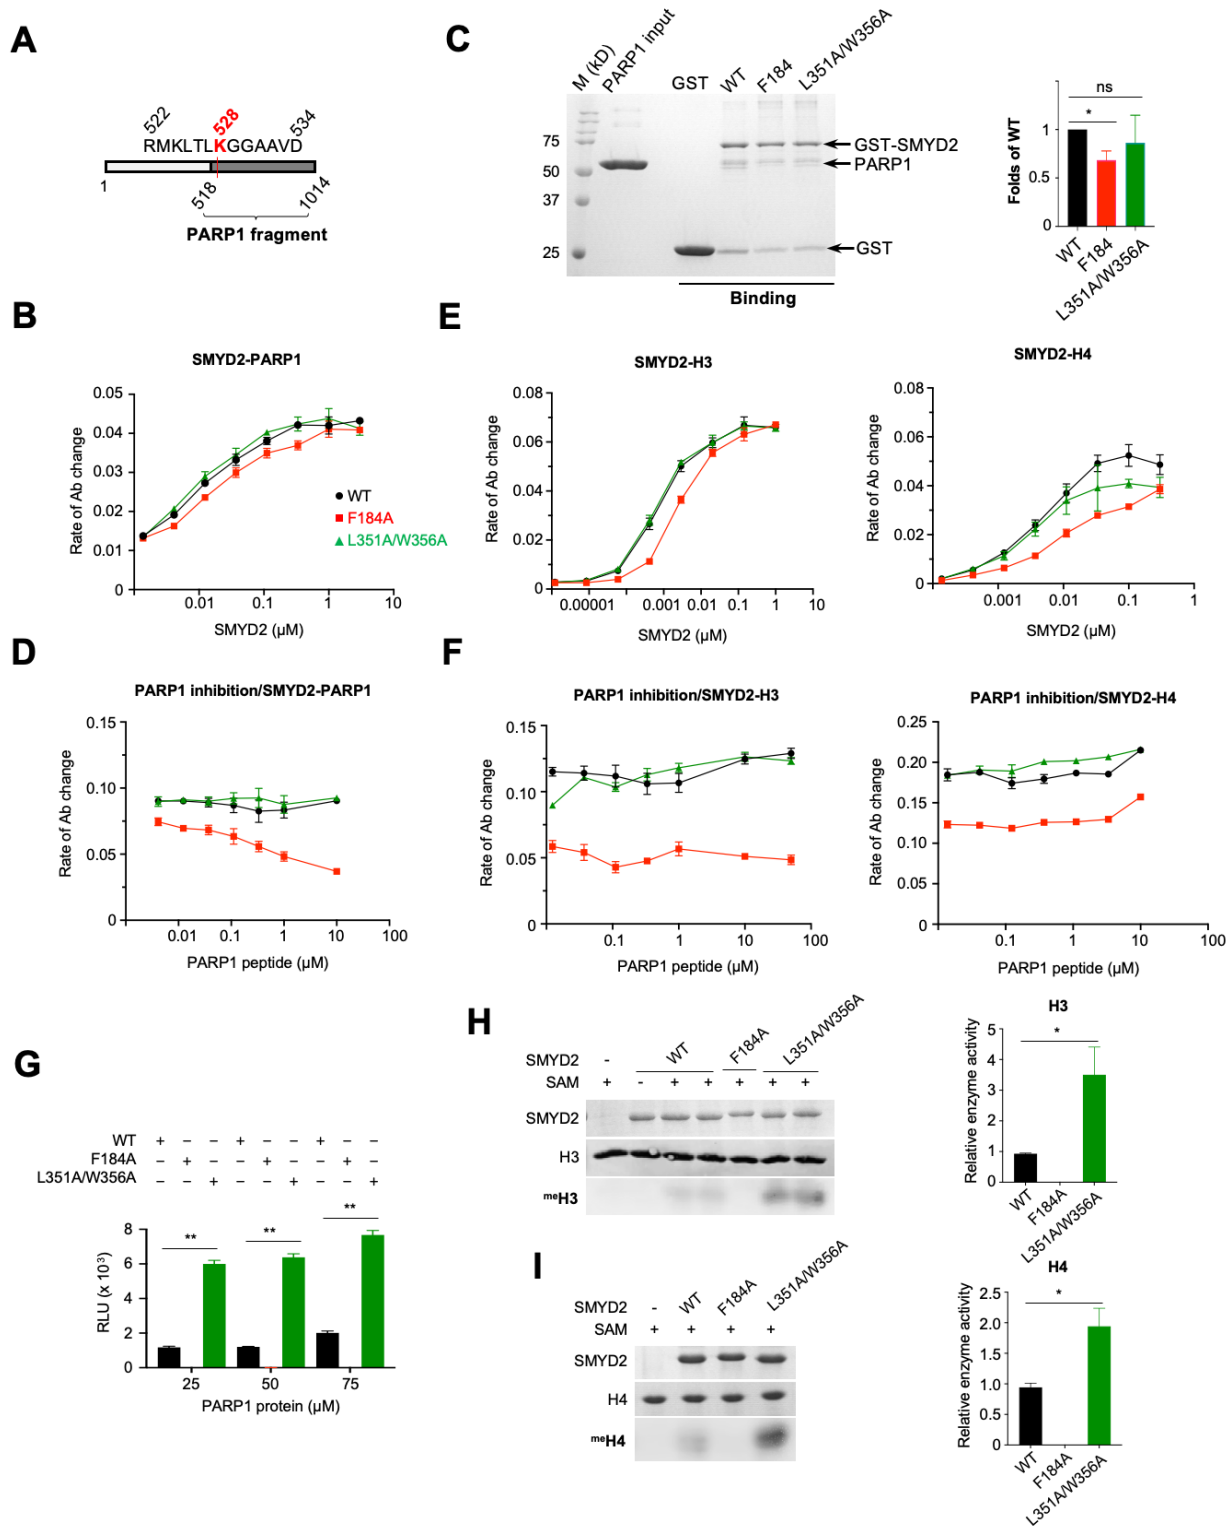 A
522
528
534
RMKLTLKGGAAVD
1
518
1014
PARP1 fragment
C
M (kD)
PARP1 input
GST
WT
F184
L351A/W356A
75
50
37
25
GST-SMYD2
PARP1
GST
Binding
ns
*
Folds of WT
1
0.5
0
WT
F184
L351A/W356A
B
SMYD2-PARP1
Rate of Ab change
0.05
0.04
0.03
0.02
0.01
0
0.01
0.1
1
10
SMYD2 (µM)
WT
F184A
L351A/W356A
E
SMYD2-H3
Rate of Ab change
0.08
0.06
0.04
0.02
0
0.00001
0.001
0.01
0.1
1
10
SMYD2 (µM)
SMYD2-H4
Rate of Ab change
0.08
0.06
0.04
0.02
0
0.001
0.01
0.1
1
SMYD2 (µM)
D
PARP1 inhibition/SMYD2-PARP1
Rate of Ab change
0.15
0.10
0.05
0
0.01
0.1
1
10
100
PARP1 peptide (µM)
F
PARP1 inhibition/SMYD2-H3
Rate of Ab change
0.15
0.10
0.05
0
0.1
1
10
100
PARP1 peptide (µM)
PARP1 inhibition/SMYD2-H4
Rate of Ab change
0.25
0.20
0.15
0.10
0.05
0
0.1
1
10
100
PARP1 peptide (µM)
G
WT + – – + – – + – –
F184A – + – – + – – + –
L351A/W356A – – + – – + – – +
** ** **
RLU (x 10³)
8
6
4
2
0
25
50
75
PARP1 protein (µM)
H
SMYD2 - WT F184A L351A/W356A
SAM + - + + + + +
SMYD2
H3
meH3
H3
*
Relative enzyme activity
5
4
3
2
1
0
WT
F184A
L351A/W356A
I
SMYD2 - WT F184A L351A/W356A
SAM + + + +
SMYD2
H4
meH4
H4
*
Relative enzyme activity
2.5
2.0
1.5
1.0
0.5
0
WT
F184A
L351A/W356A